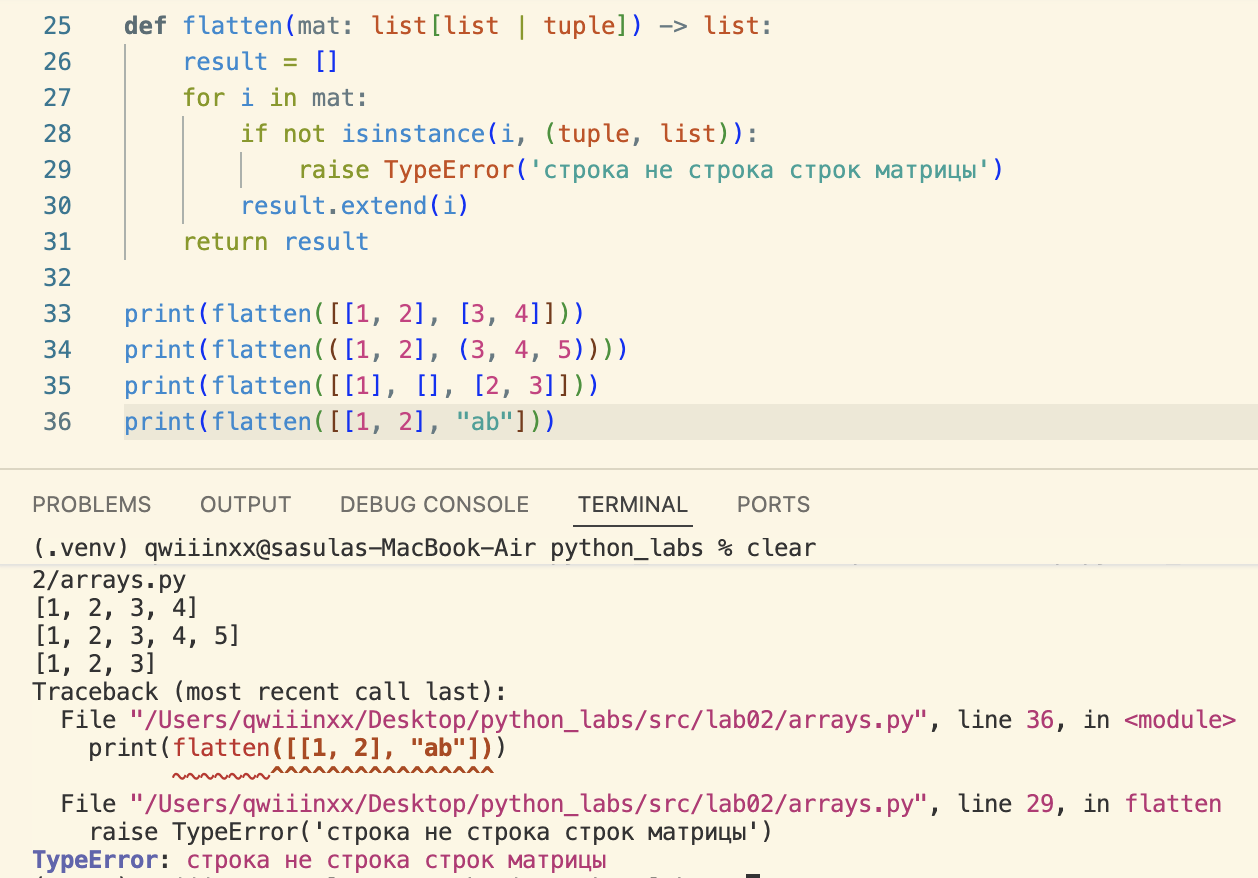 25 def flatten(mat: list[list | tuple]) -> list:
26 result = []
27 for i in mat:
28 if not isinstance(i, (tuple, list)):
29 raise TypeError('строка не строка строк матрицы')
30 result.extend(i)
31 return result
32
33 print(flatten([[1, 2], [3, 4]]))
34 print(flatten(([1, 2], (3, 4, 5))))
35 print(flatten([[1], [], [2, 3]]))
36 print(flatten([[1, 2], "ab"]))
PROBLEMS OUTPUT DEBUG CONSOLE TERMINAL PORTS
(.venv) qwiiinxx@sasulas-MacBook-Air python_labs % clear
2/arrays.py
[1, 2, 3, 4]
[1, 2, 3, 4, 5]
[1, 2, 3]
Traceback (most recent call last):
File "/Users/qwiiinxx/Desktop/python_labs/src/lab02/arrays.py", line 36, in <module>
print(flatten([[1, 2], "ab"]))
~~~~~~~^^^^^^^^^^^^^^^^
File "/Users/qwiiinxx/Desktop/python_labs/src/lab02/arrays.py", line 29, in flatten
raise TypeError('строка не строка строк матрицы')
TypeError: строка не строка строк матрицы